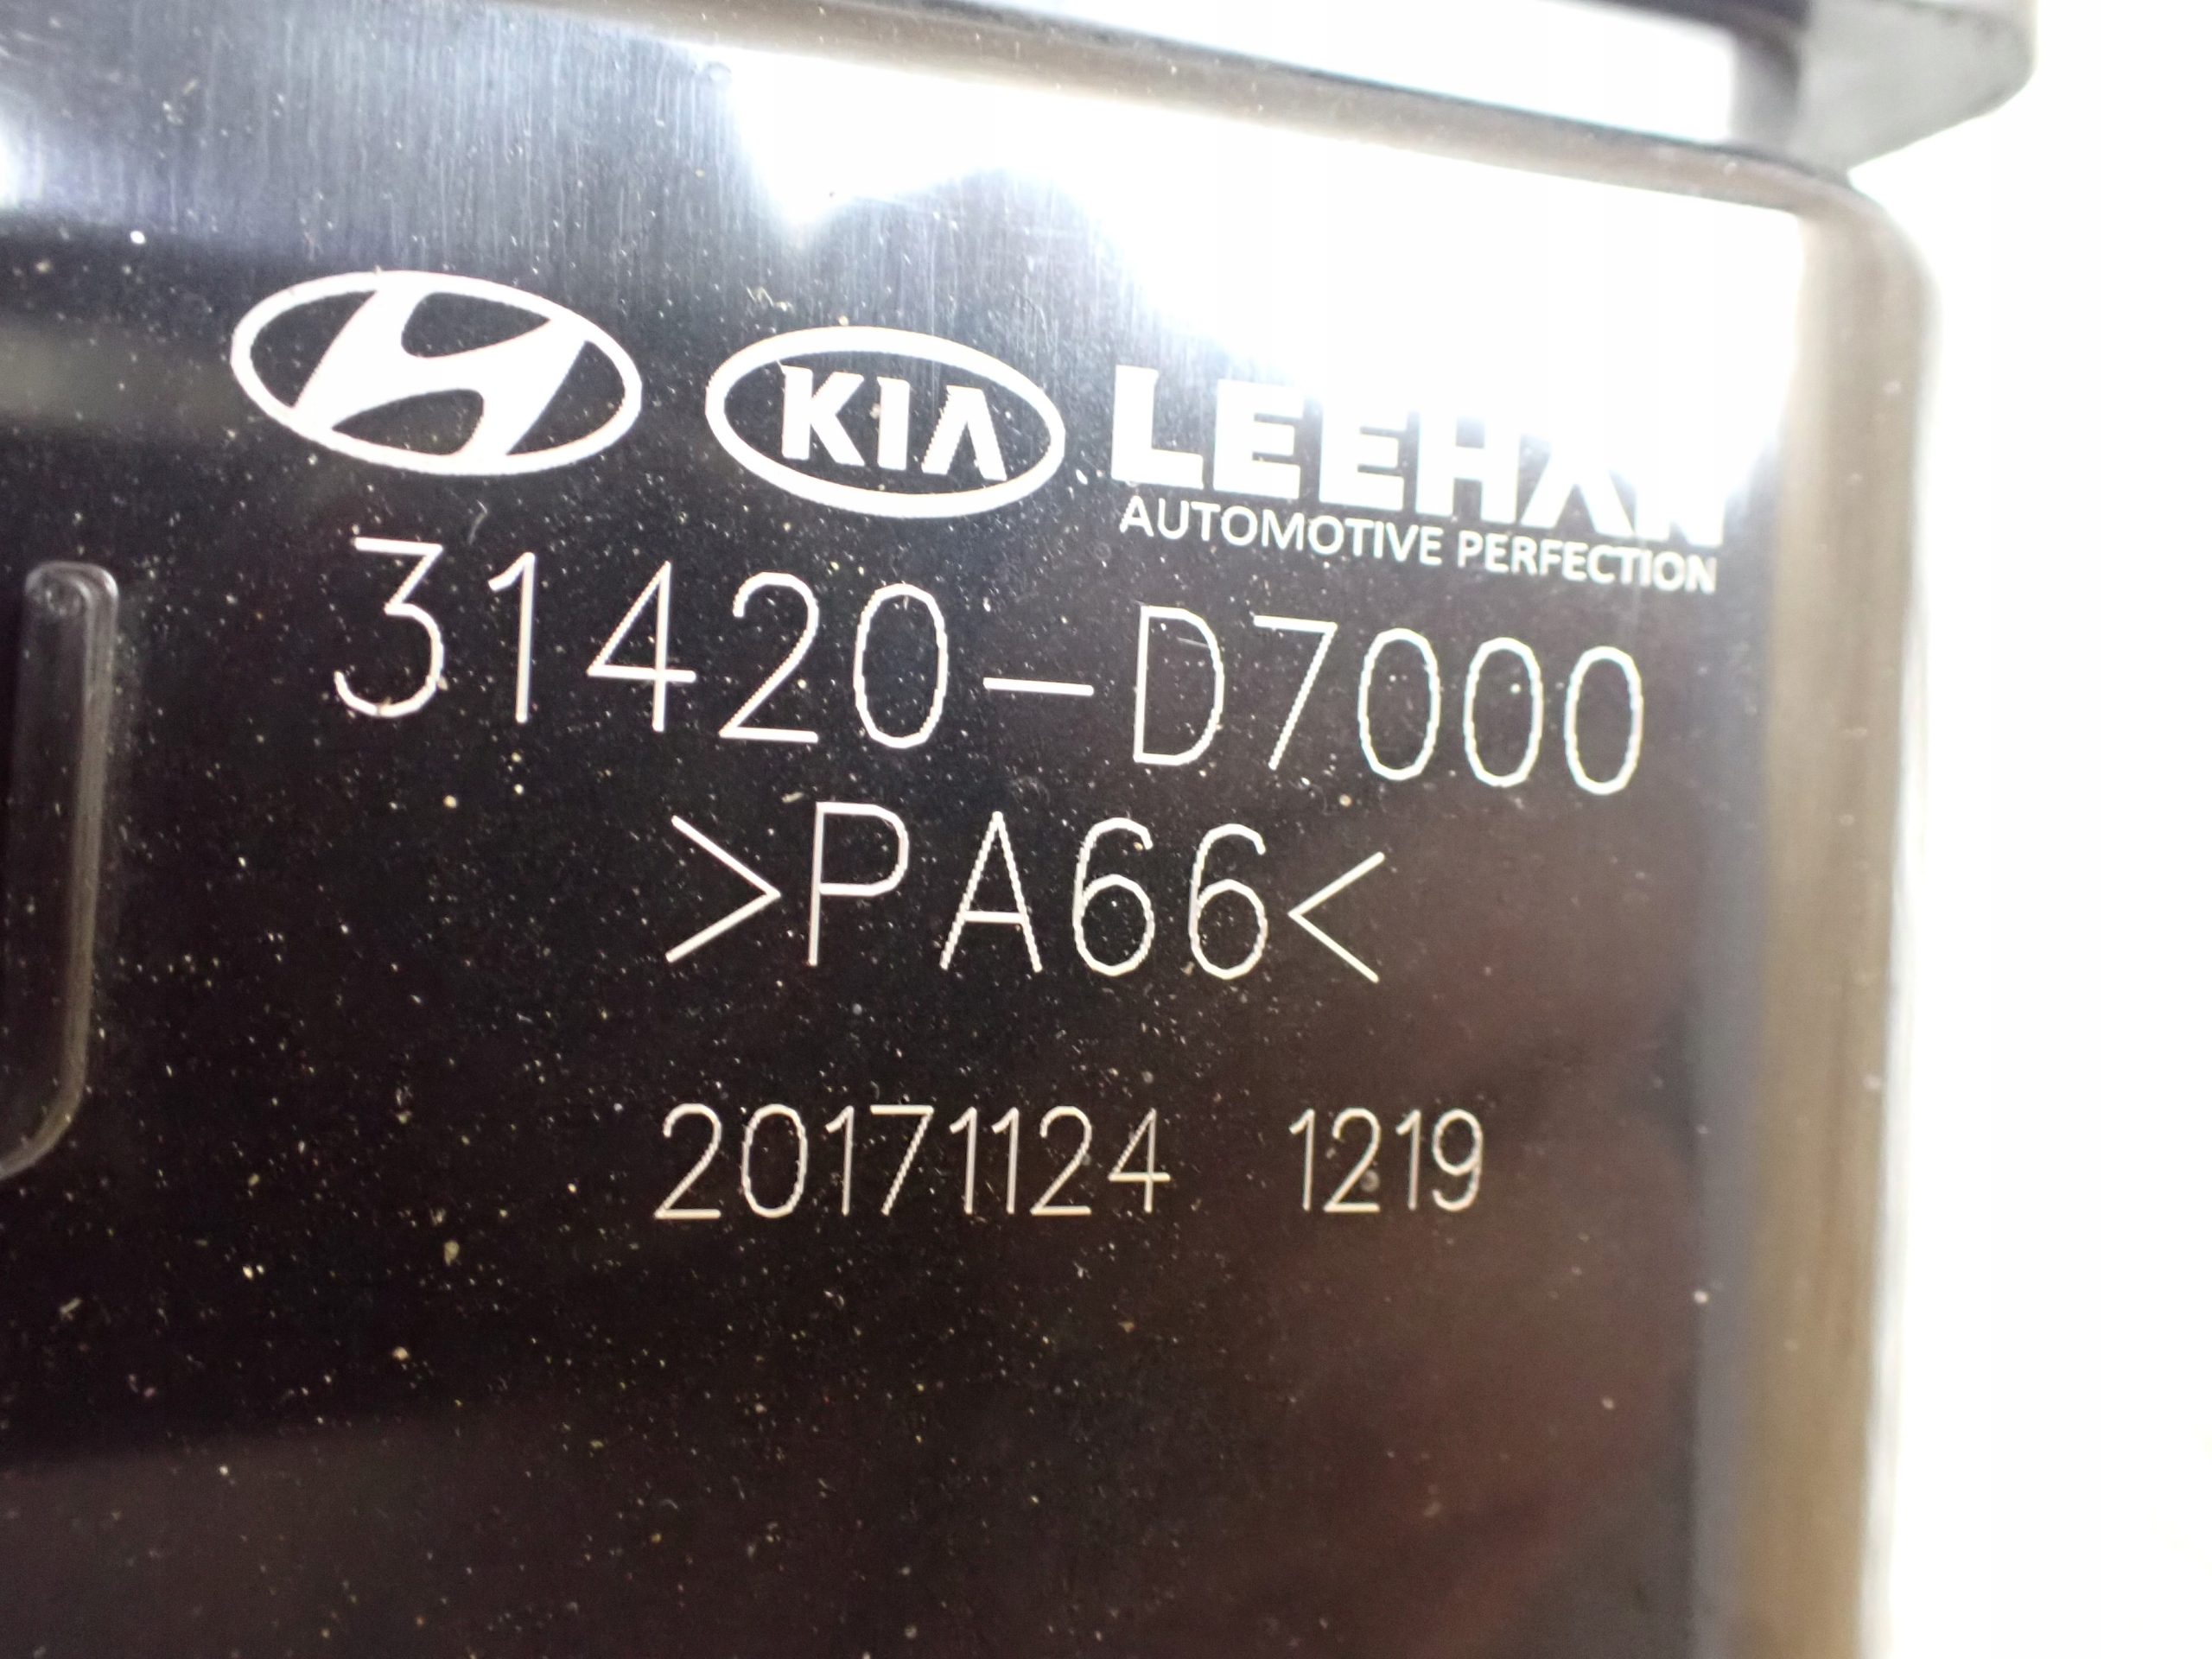 KIA LEEHAN
AUTOMOTIVE PERFECTION
31420-D7000
>PA66<
20171124 1219